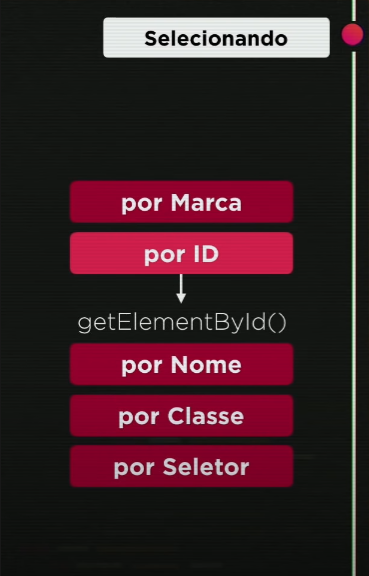 Selecionando
por Marca
por ID
getElementById()
por Nome
por Classe
por Seletor